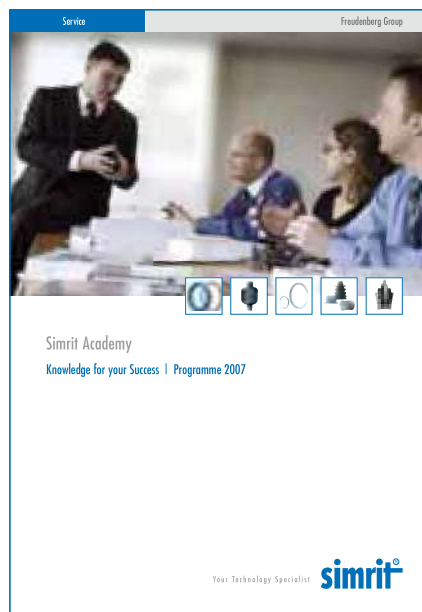 Service
Freudenberg Group
Simrit Academy
Knowledge for your Success | Programme 2007
Your Technology Specialist
simrit®